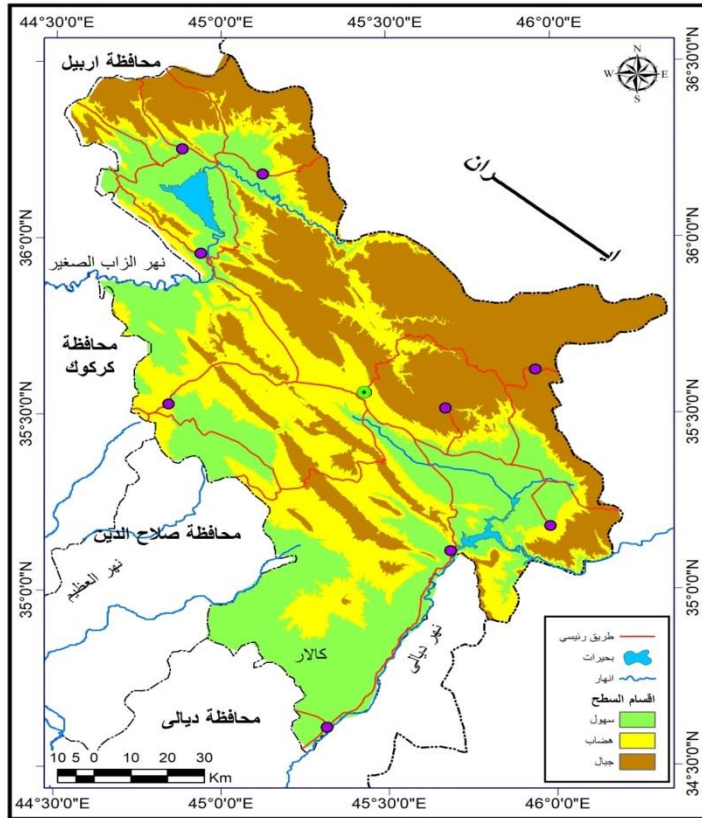 44°30'0"E 45°00'0"E 45°30'0"E 46°00'0"E
36°30'0"N
36°0'0"N
35°30'0"N
35°0'0"N
34°30'0"N
36°30'0"N
36°0'0"N
35°30'0"N
35°0'0"N
N
W E
S
محافظة اربيل
ايران
نهر الزاب الصغير
محافظة
كركوك
محافظة صلاح الدين
نهر العظيم
كالار
نهر ديالى
محافظة ديالى
طريق رئيسي
بحيرات
انهار
اقسام السطح
سهول
هضاب
جبال
10 5 0 10 20 30
Km
44°30'0"E 45°0'0"E 45°30'0"E 46°0'0"E